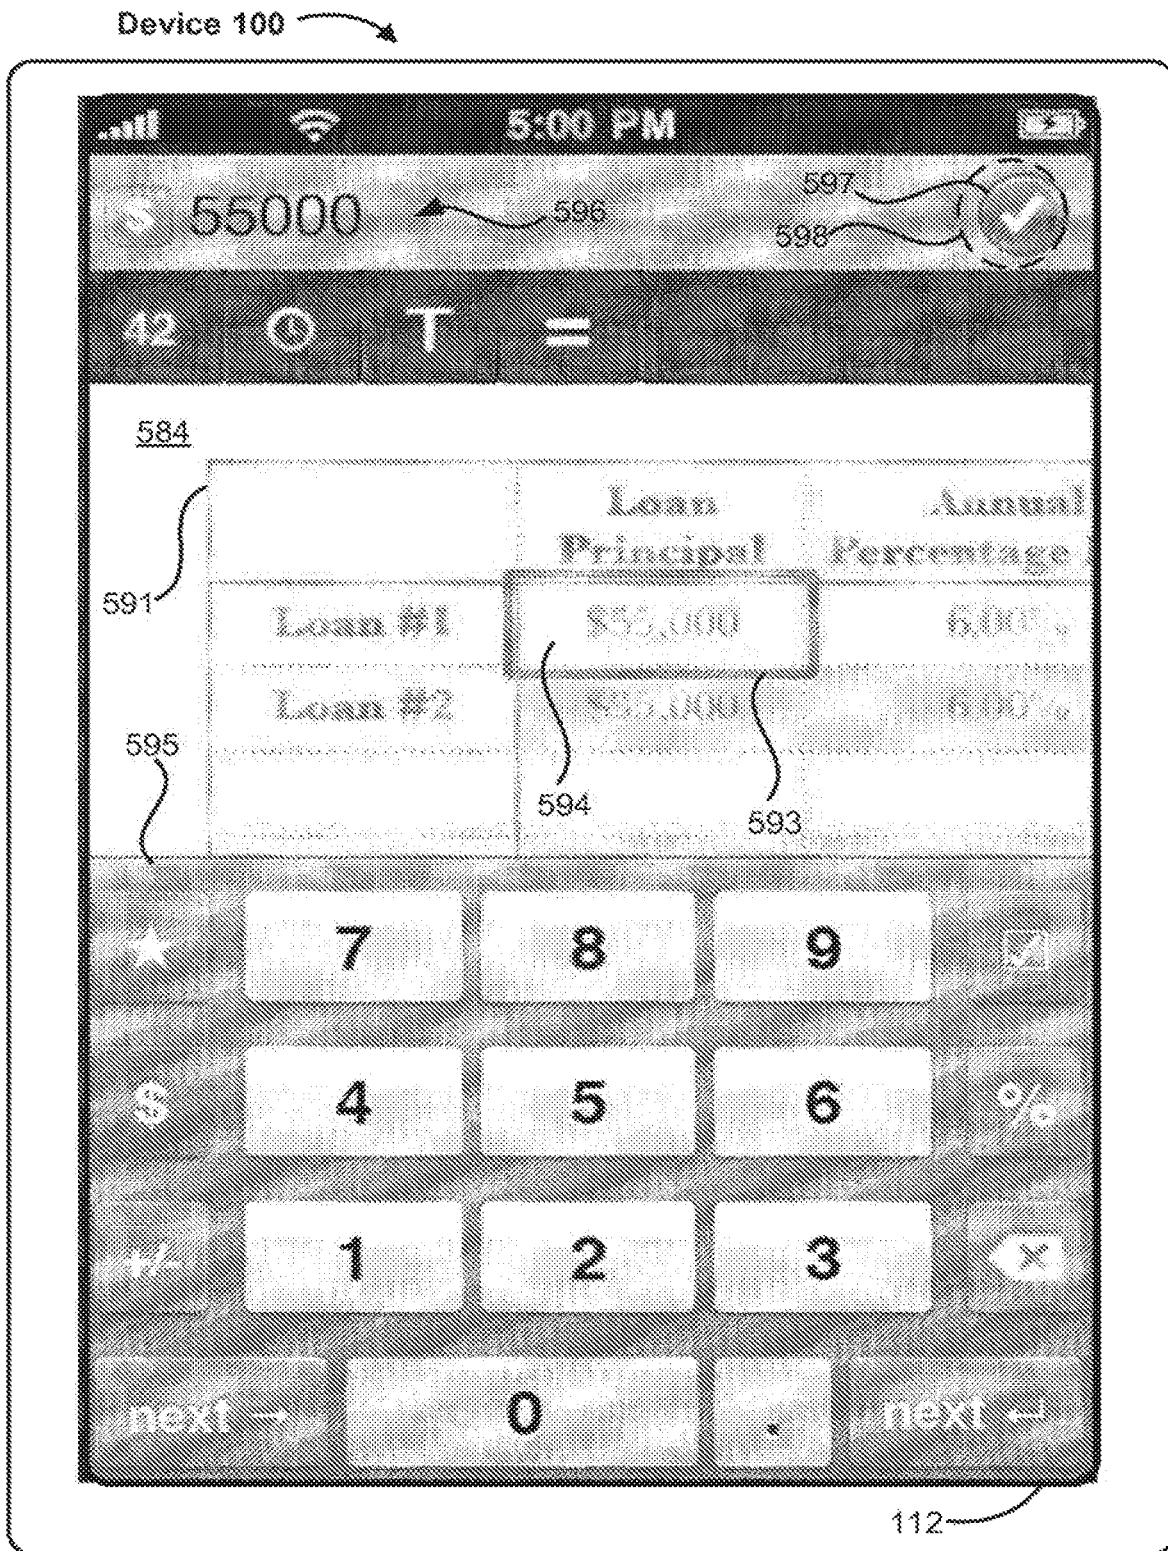 Device 100
5:00 PM
$ 55000 596 597
598
42 T =
584
Loan Annual
Principal Percentage
591 Loan #1 $55,000 6.00%
Loan #2 $55,000 6.00%
595
594 593
7 8 9
$ 4 5 6 %
+/- 1 2 3
next → 0 . next ↵
112